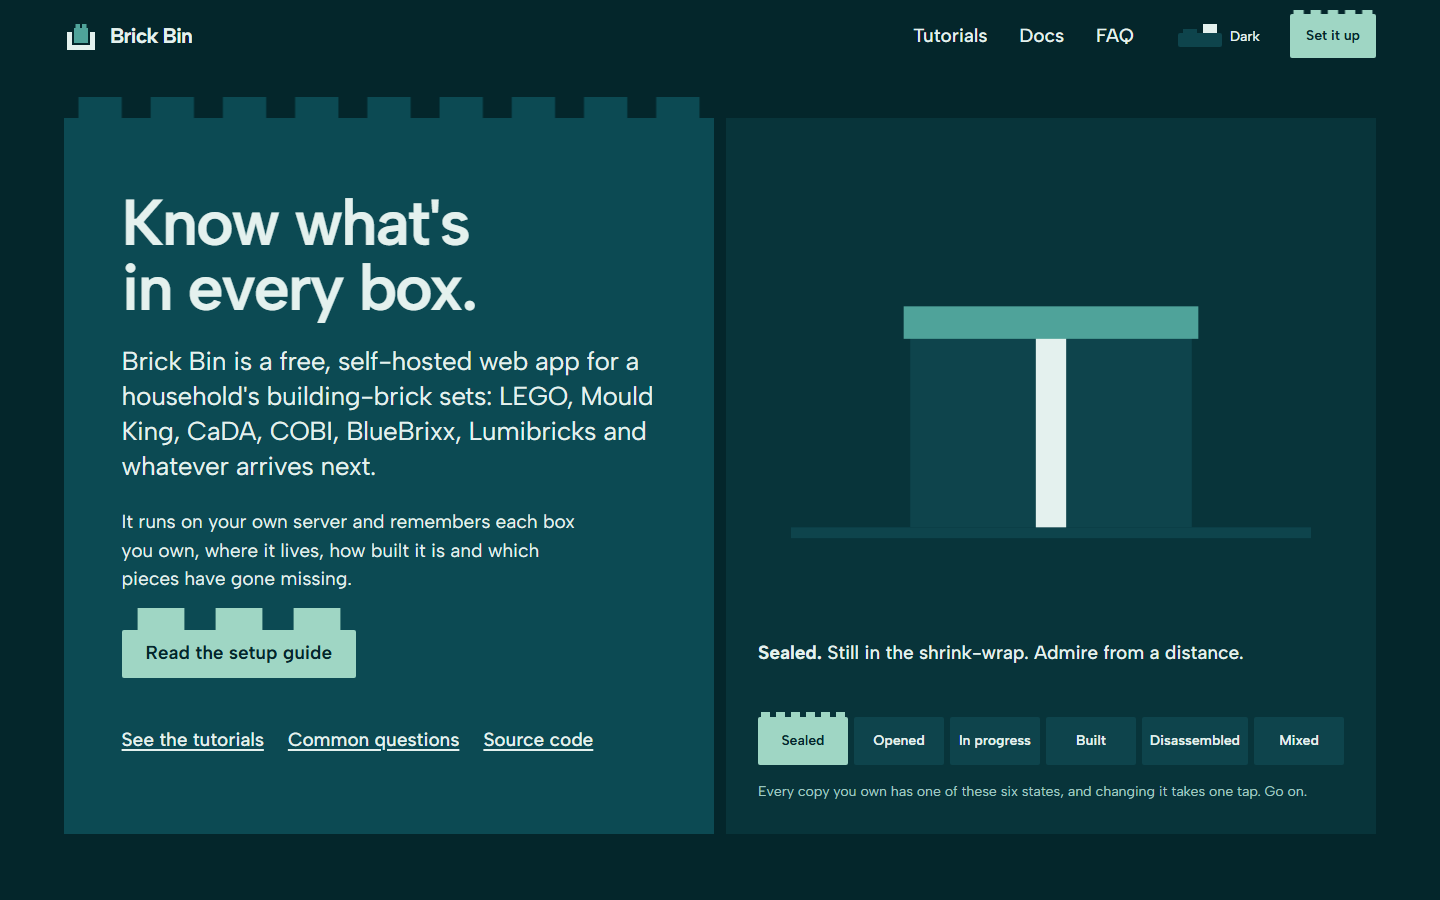 Brick Bin
Tutorials
Docs
FAQ
Dark
Set it up
Know what's
in every box.
Brick Bin is a free, self-hosted web app for a
household's building-brick sets: LEGO, Mould
King, CaDA, COBI, BlueBrixx, Lumibricks and
whatever arrives next.
It runs on your own server and remembers each box
you own, where it lives, how built it is and which
pieces have gone missing.
Read the setup guide
See the tutorials
Common questions
Source code
Sealed. Still in the shrink-wrap. Admire from a distance.
Sealed
Opened
In progress
Built
Disassembled
Mixed
Every copy you own has one of these six states, and changing it takes one tap. Go on.